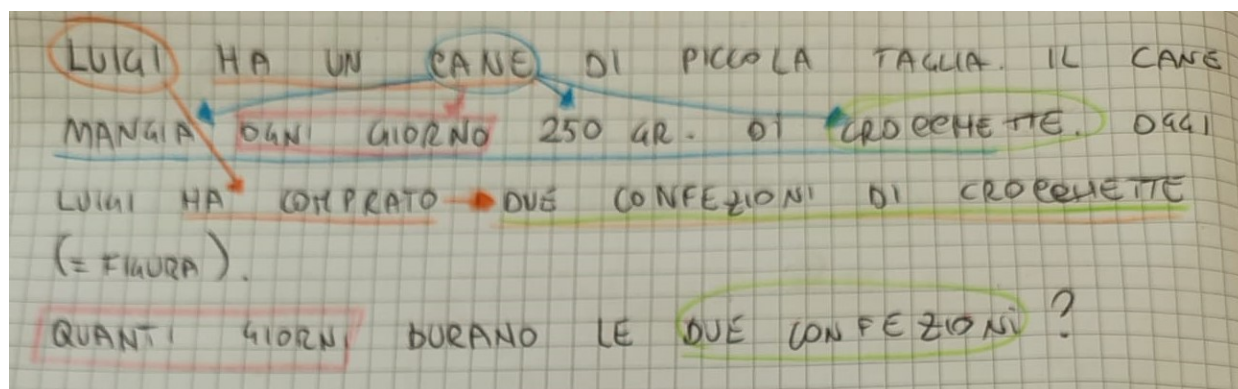 LUIGI HA UN CANE DI PICCOLA TAGLIA. IL CANE
MANGIA OGNI GIORNO 250 GR. DI CROCCHETTE. OGGI
LUIGI HA COMPRATO DUE CONFEZIONI DI CROCCHETTE
(= FIGURA).
QUANTI GIORNI DURANO LE DUE CONFEZIONI?